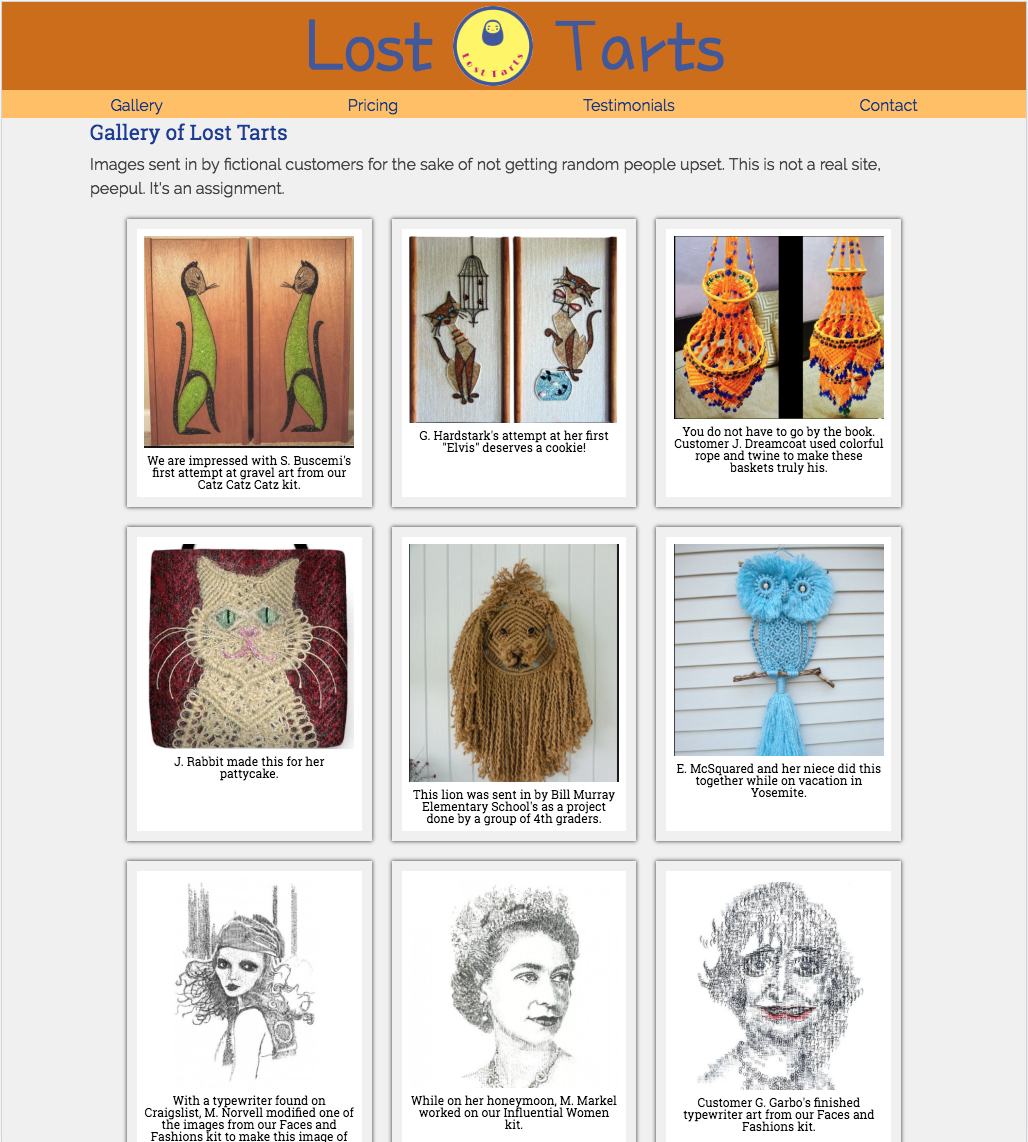 Lost Tarts
Lost Tarts
Gallery Pricing Testimonials Contact
Gallery of Lost Tarts
Images sent in by fictional customers for the sake of not getting random people upset. This is not a real site,
peepul. It's an assignment.
We are impressed with S. Buscemi's
first attempt at gravel art from our
Catz Catz Catz kit.
G. Hardstark's attempt at her first
"Elvis" deserves a cookie!
You do not have to go by the book.
Customer J. Dreamcoat used colorful
rope and twine to make these
baskets truly his.
J. Rabbit made this for her
pattycake.
This lion was sent in by Bill Murray
Elementary School's as a project
done by a group of 4th graders.
E. McSquared and her niece did this
together while on vacation in
Yosemite.
With a typewriter found on
Craigslist, M. Norvell modified one of
the images from our Faces and
Fashions kit to make this image of
While on her honeymoon, M. Markel
worked on our Influential Women
kit.
Customer G. Garbo's finished
typewriter art from our Faces and
Fashions kit.